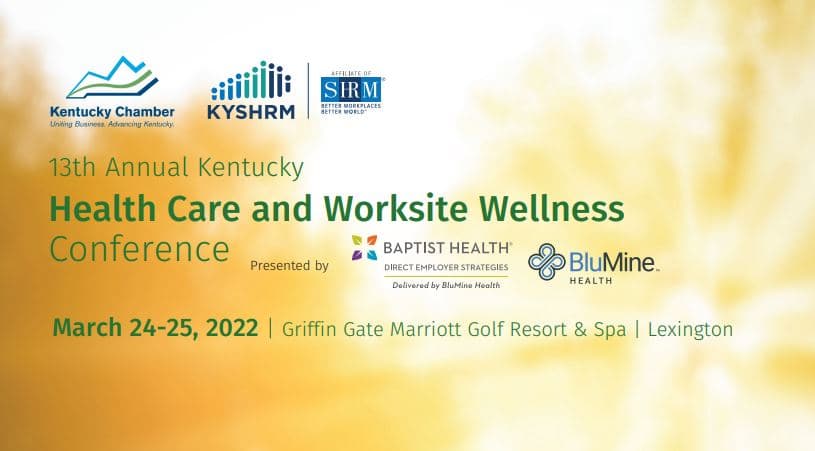 Kentucky Chamber
Uniting Business. Advancing Kentucky.
KYSHRM
AFFILIATE OF
SHRM®
BETTER WORKPLACES
BETTER WORLD™
13th Annual Kentucky
Health Care and Worksite Wellness
Conference
Presented by
BAPTIST HEALTH®
DIRECT EMPLOYER STRATEGIES
Delivered by BluMine Health
BluMine™
HEALTH
March 24-25, 2022 | Griffin Gate Marriott Golf Resort & Spa | Lexington